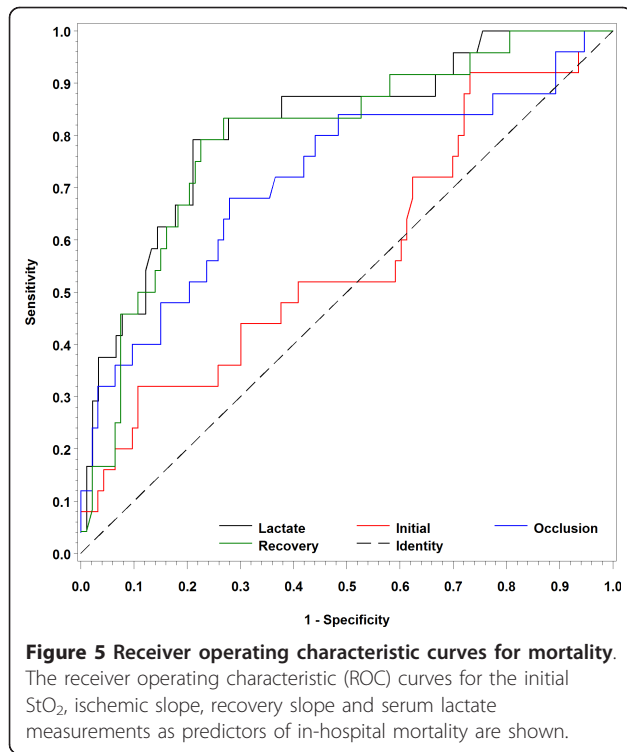 1.0
0.9
0.8
0.7
0.6
0.5
0.4
0.3
0.2
0.1
0.0
Sensitivity
Lactate Initial Occlusion
Recovery Identity
0.0 0.1 0.2 0.3 0.4 0.5 0.6 0.7 0.8 0.9 1.0
1 - Specificity
Figure 5 Receiver operating characteristic curves for mortality.
The receiver operating characteristic (ROC) curves for the initial
StO₂, ischemic slope, recovery slope and serum lactate
measurements as predictors of in-hospital mortality are shown.